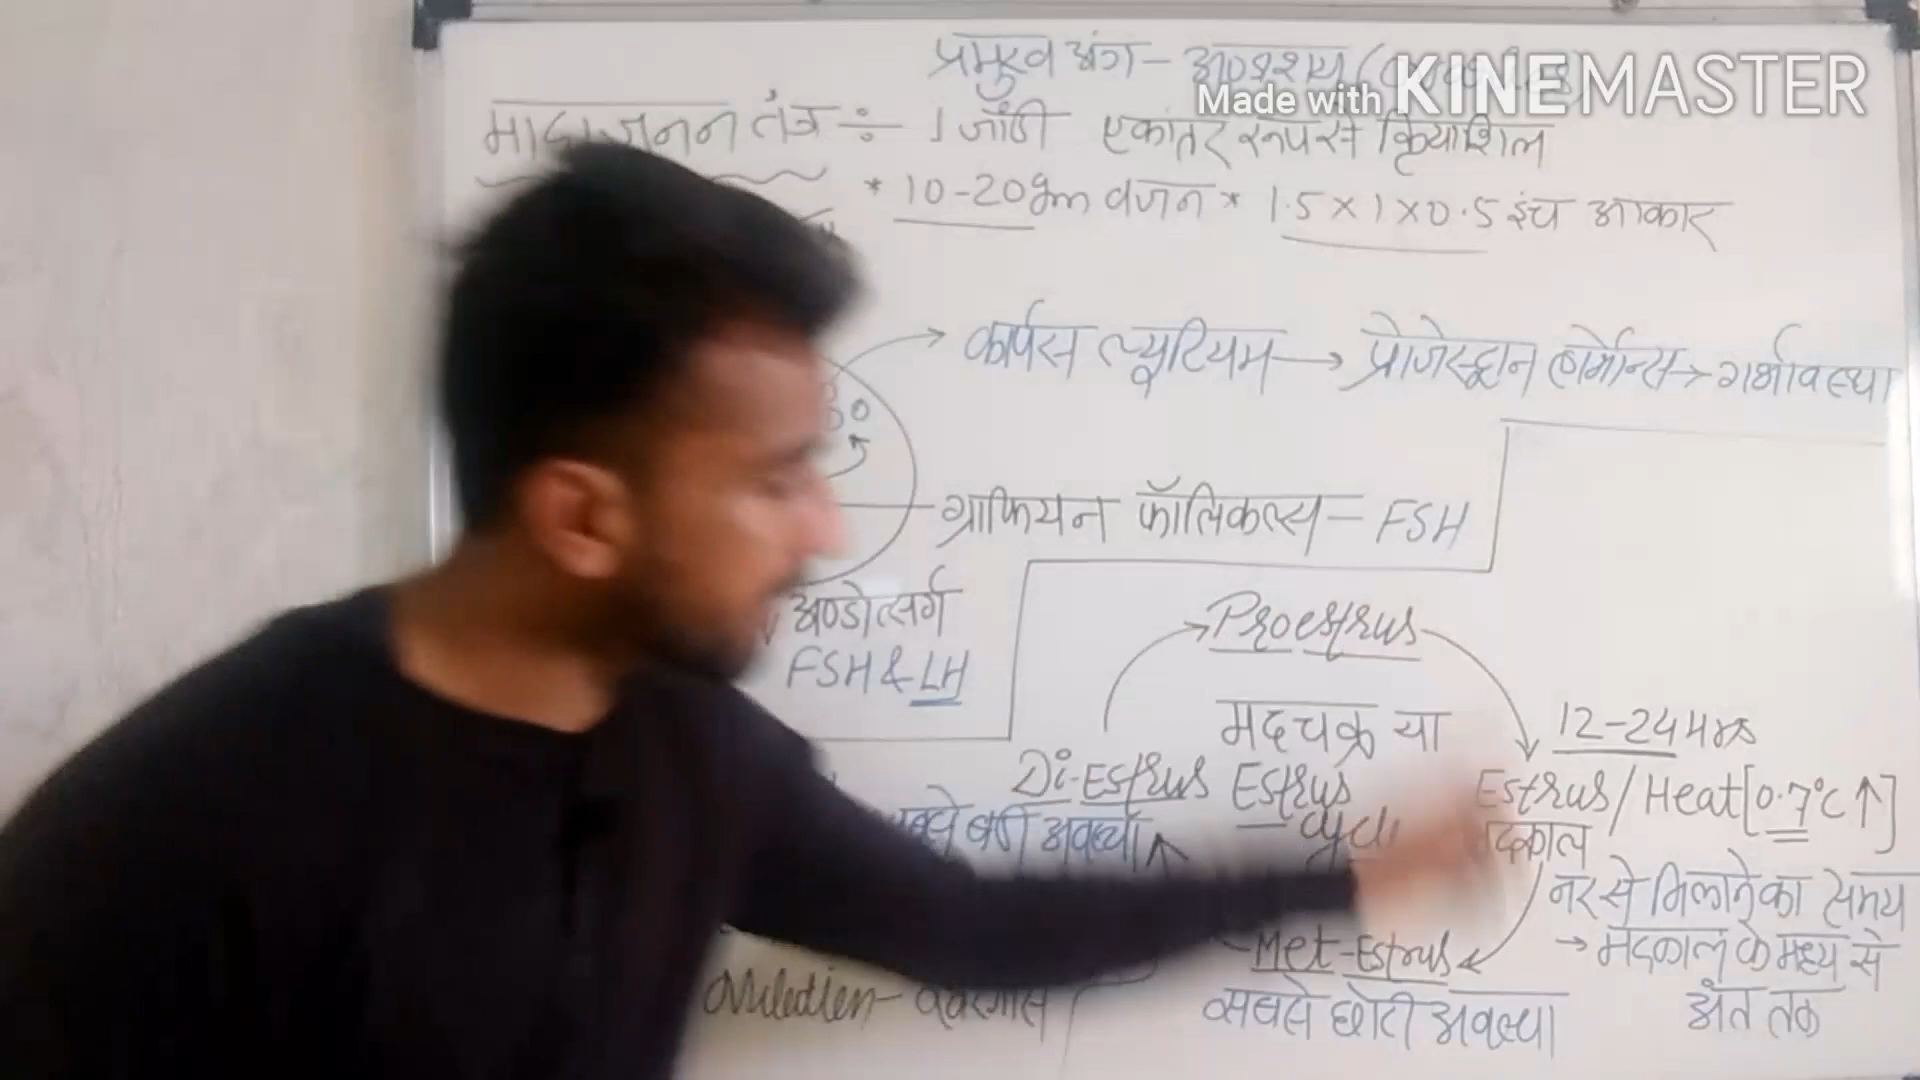 प्रमुख अंग - अण्डाशय
Made with KINEMASTER
मादा जनन तंत्र ÷ 1 जोड़ी एकांतर रूप से क्रियाशिल
* 10-20gm वजन * 1.5 X 1 X 0.5 इंच आकार
कार्पस ल्यूटियम → प्रोजेस्ट्रान हार्मोन्स → गर्भावस्था
ग्राफियन फॉलिकल्स - FSH
अण्डोत्सर्ग
FSH & LH
Proestrus
मदचक्र या
Estrus
12-24 Hrs
Di-Estrus
बडी अवस्था
Estrus / Heat [0.7°C ↑]
नर से मिलाने का समय
→ मदकाल के मध्य से
अंत तक
Met-Estrus
सबसे छोटी अवस्था
खरगोस